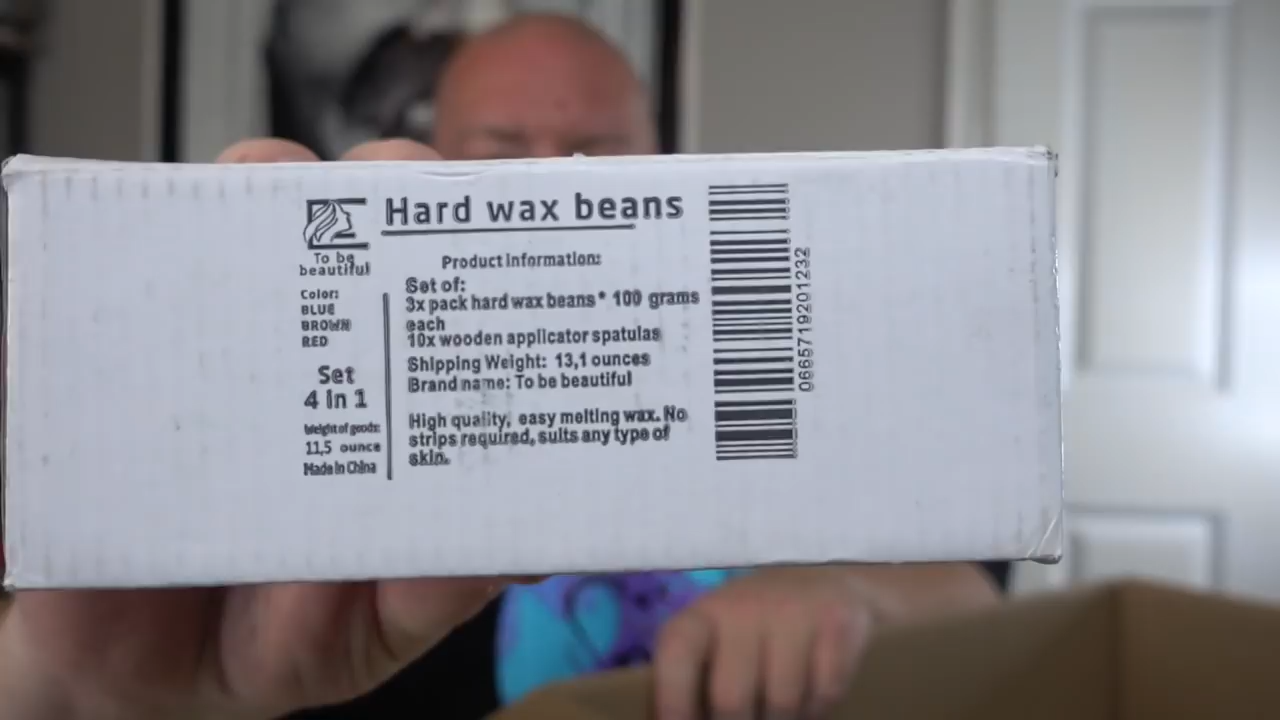 Hard wax beans
To be
beautiful
Product information:
Color:
BLUE
BROWN
RED
Set
4 in 1
Weight of goods:
11,5 ounce
Made in China
Set of:
3x pack hard wax beans* 100 grams
each
10x wooden applicator spatulas
Shipping Weight: 13,1 ounces
Brand name: To be beautiful
High quality, easy melting wax. No
strips required, suits any type of
skin.
0665719201232